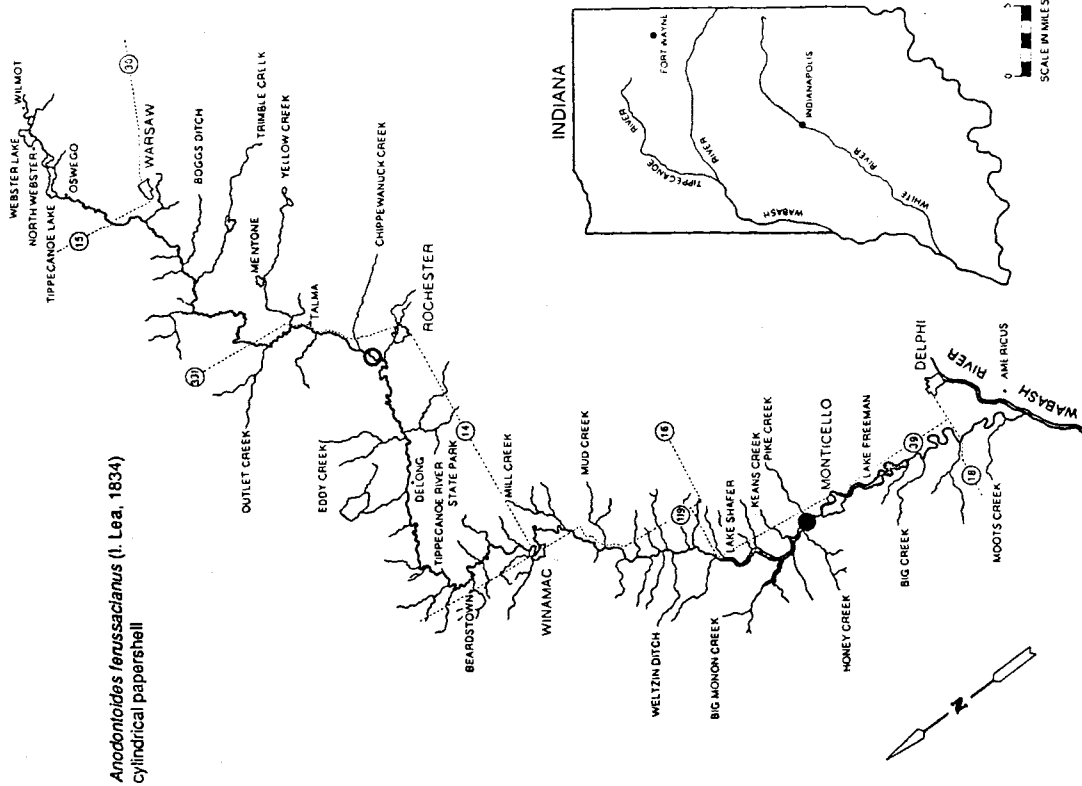 Anodontoides ferussacianus (I. Lea, 1834)
cylindrical papershell
WEBSTER LAKE
WILMOT
NORTH WEBSTER
TIPPECANOE LAKE
OSWEGO
15
30
WARSAW
BOGGS DITCH
TRIMBLE CREEK
YELLOW CREEK
MENTONE
331
TALMA
OUTLET CREEK
CHIPPEWANUCK CREEK
ROCHESTER
EDDY CREEK
DELONG
TIPPECANOE RIVER
STATE PARK
14
MILL CREEK
BEARDSTOWN
WINAMAC
MUD CREEK
16
119
WELTZIN DITCH
LAKE SHAFER
KEANS CREEK
PIKE CREEK
BIG MONON CREEK
MONTICELLO
HONEY CREEK
LAKE FREEMAN
39
BIG CREEK
18
MOOTS CREEK
DELPHI
AMERICUS
WABASH RIVER
N
INDIANA
FORT WAYNE
TIPPECANOE RIVER
RIVER
WABASH
INDIANAPOLIS
WHITE RIVER
0 5
SCALE IN MILES